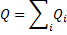 Q = ∑ᵢ Qᵢ